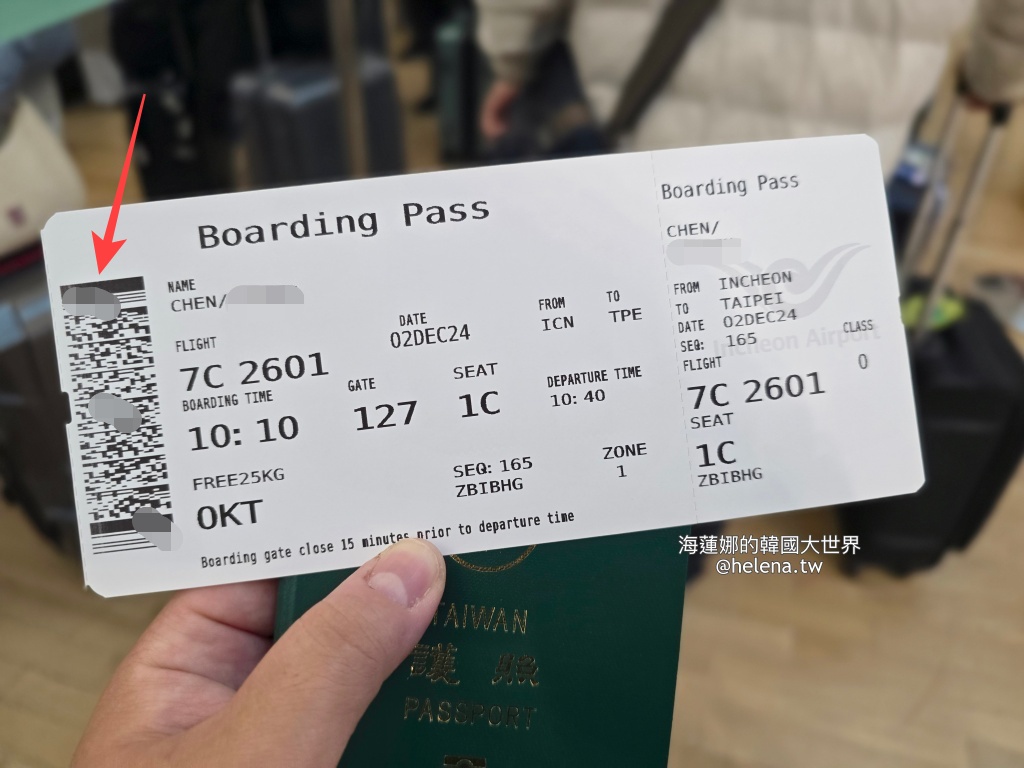 Boarding Pass
NAME
CHEN/
FLIGHT
DATE
FROM
TO
7C 2601
02DEC24
ICN
TPE
BOARDING TIME
GATE
SEAT
DEPARTURE TIME
10: 10
127
1C
10: 40
FREE25KG
SEQ: 165
ZONE
0KT
ZBIBHG
1
Boarding gate close 15 minutes prior to departure time
Boarding Pass
CHEN/
FROM INCHEON
TO TAIPEI
DATE 02DEC24
SEQ: 165
CLASS
FLIGHT
0
7C 2601
SEAT
1C
ZBIBHG
Incheon Airport
海蓮娜的韓國大世界
@helena.tw
TAIWAN
護 照
PASSPORT